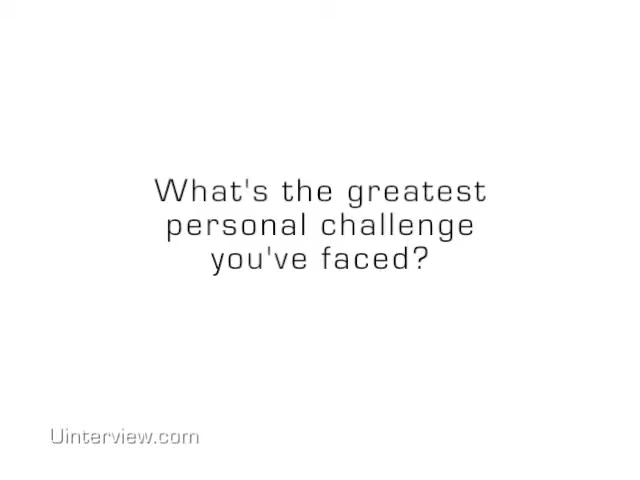 What's the greatest
personal challenge
you've faced?
Uinterview.com